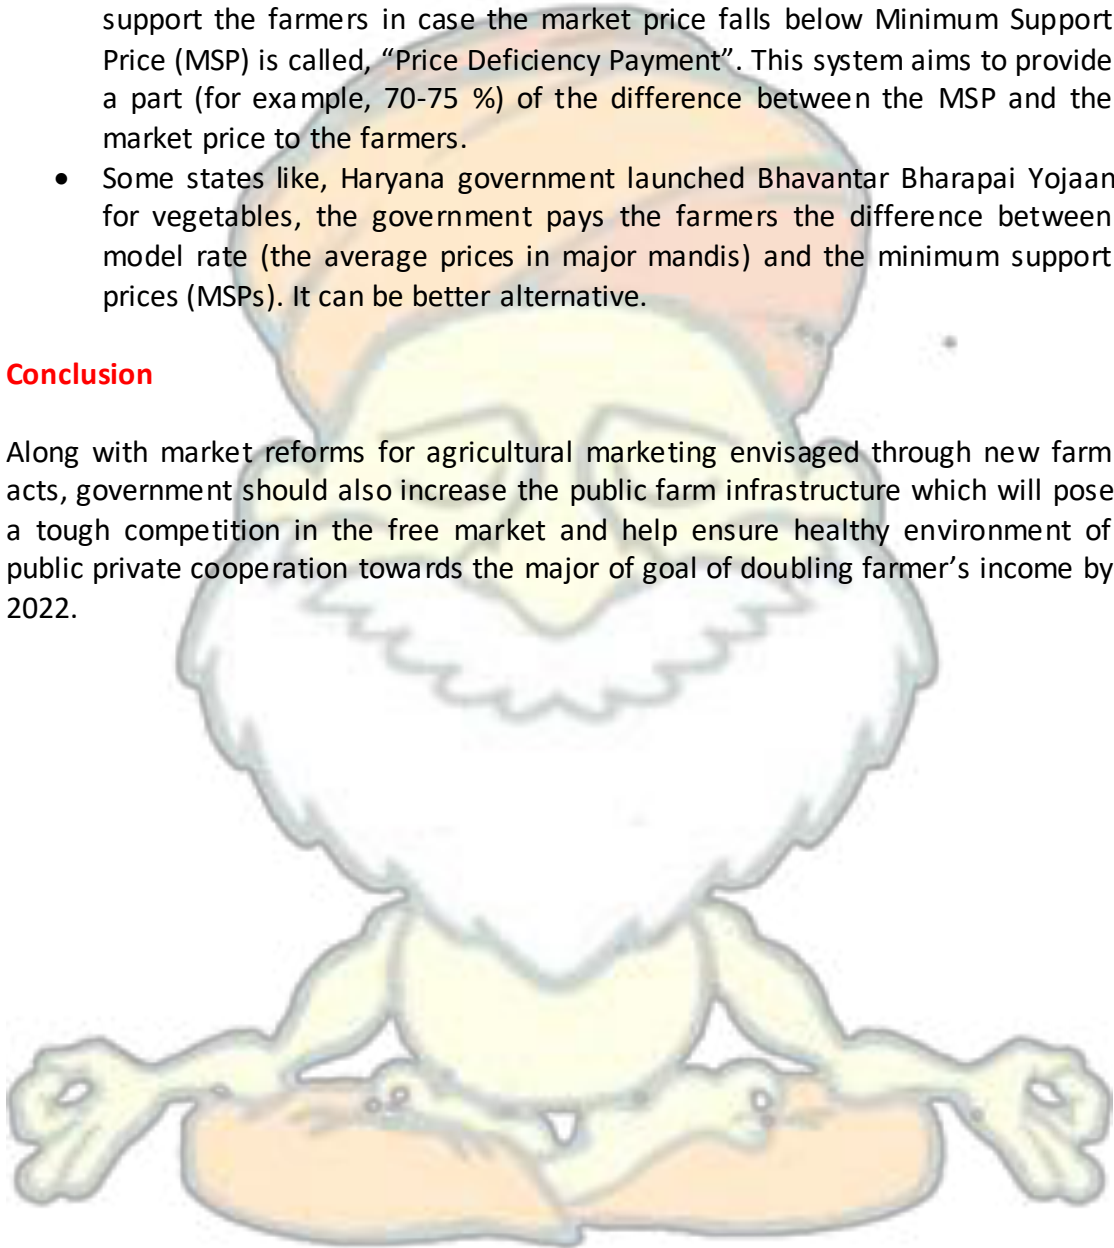 support the farmers in case the market price falls below Minimum Support
Price (MSP) is called, “Price Deficiency Payment”. This system aims to provide
a part (for example, 70-75 %) of the difference between the MSP and the
market price to the farmers.
• Some states like, Haryana government launched Bhavantar Bharapai Yojaan
for vegetables, the government pays the farmers the difference between
model rate (the average prices in major mandis) and the minimum support
prices (MSPs). It can be better alternative.
Conclusion
Along with market reforms for agricultural marketing envisaged through new farm
acts, government should also increase the public farm infrastructure which will pose
a tough competition in the free market and help ensure healthy environment of
public private cooperation towards the major of goal of doubling farmer’s income by
2022.